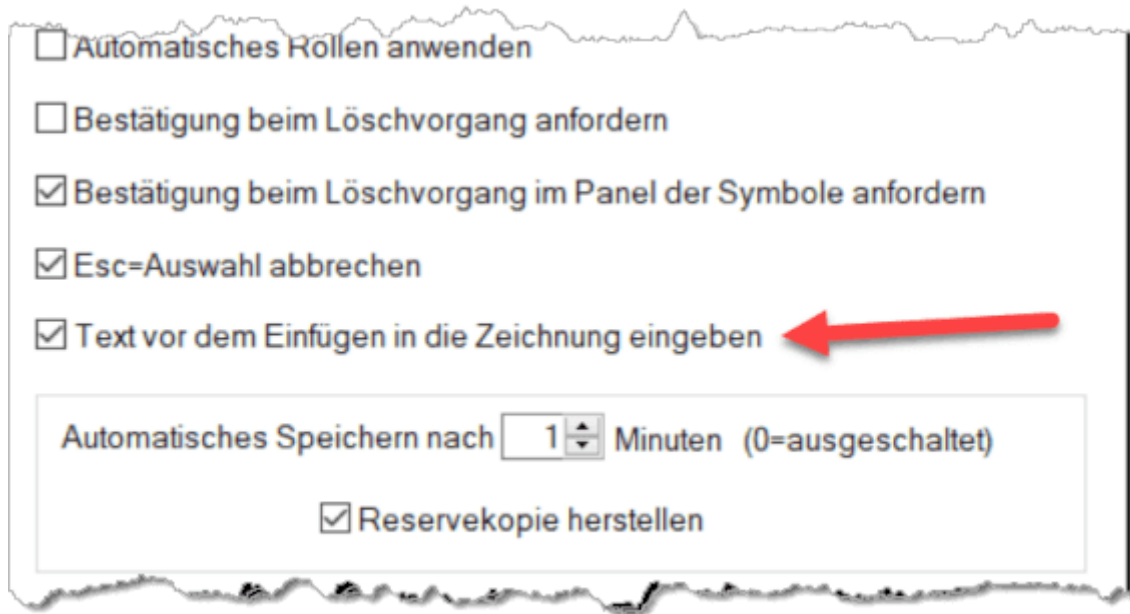 Automatisches Rollen anwenden
Bestätigung beim Löschvorgang anfordern
Bestätigung beim Löschvorgang im Panel der Symbole anfordern
Esc=Auswahl abbrechen
Text vor dem Einfügen in die Zeichnung eingeben
Automatisches Speichern nach 1 Minuten (0=ausgeschaltet)
Reservekopie herstellen